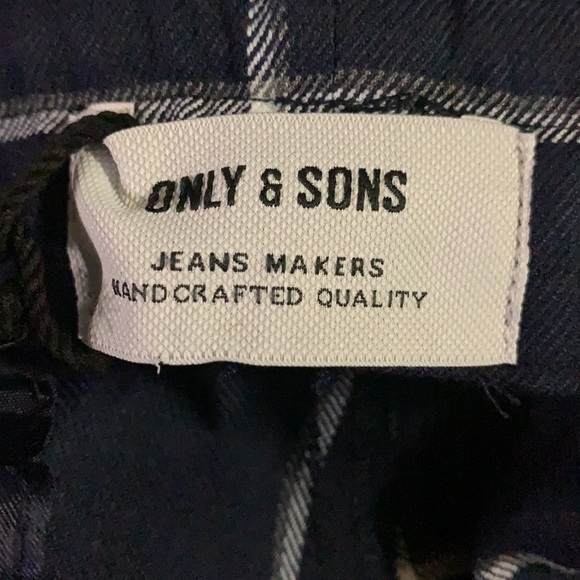 ONLY & SONS
JEANS MAKERS
HANDCRAFTED QUALITY